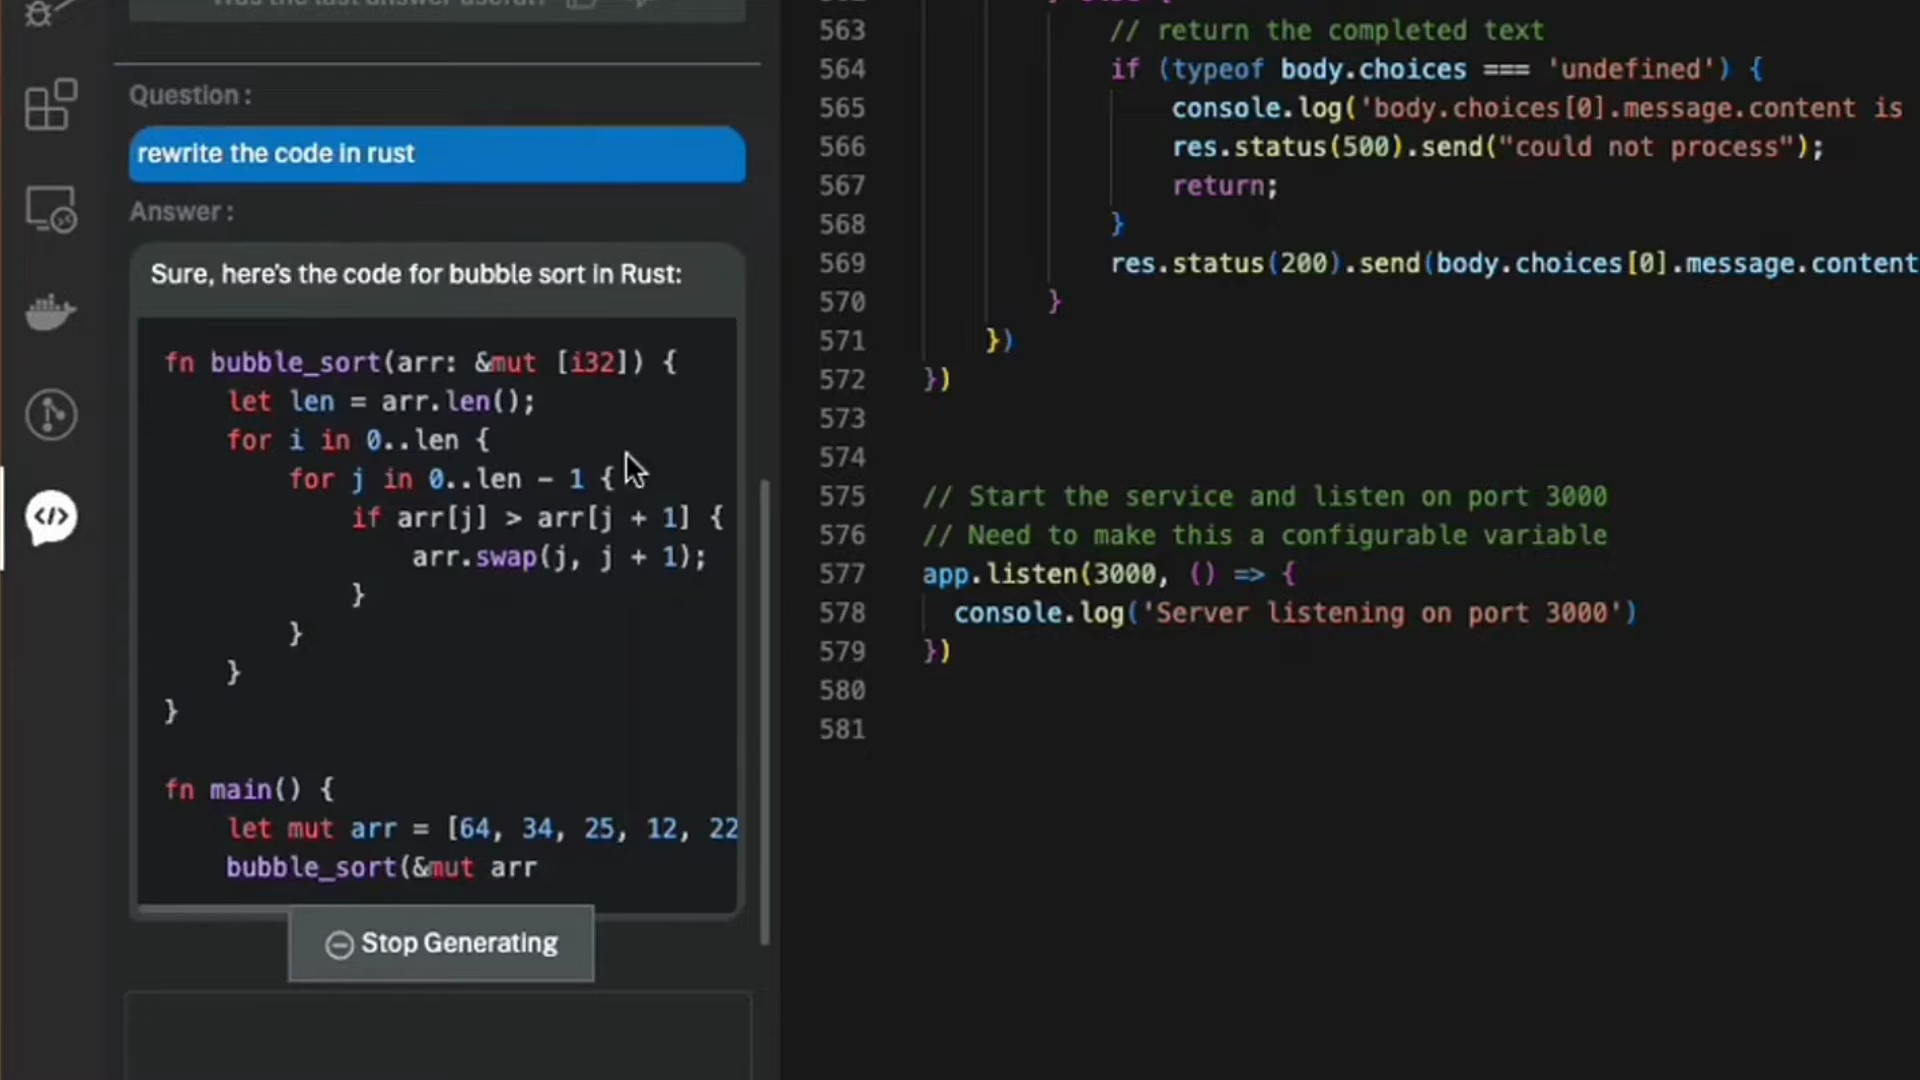 Was the last answer useful?
Question:
rewrite the code in rust
Answer:
Sure, here's the code for bubble sort in Rust:
fn bubble_sort(arr: &mut [i32]) {
let len = arr.len();
for i in 0..len {
for j in 0..len - 1 {
if arr[j] > arr[j + 1] {
arr.swap(j, j + 1);
}
}
}
}
fn main() {
let mut arr = [64, 34, 25, 12, 22
bubble_sort(&mut arr
Stop Generating
563 // return the completed text
564 if (typeof body.choices === 'undefined') {
565 console.log('body.choices[0].message.content is
566 res.status(500).send("could not process");
567 return;
568 }
569 res.status(200).send(body.choices[0].message.content
570 }
571 })
572 })
573
574
575 // Start the service and listen on port 3000
576 // Need to make this a configurable variable
577 app.listen(3000, () => {
578 console.log('Server listening on port 3000')
579 })
580
581